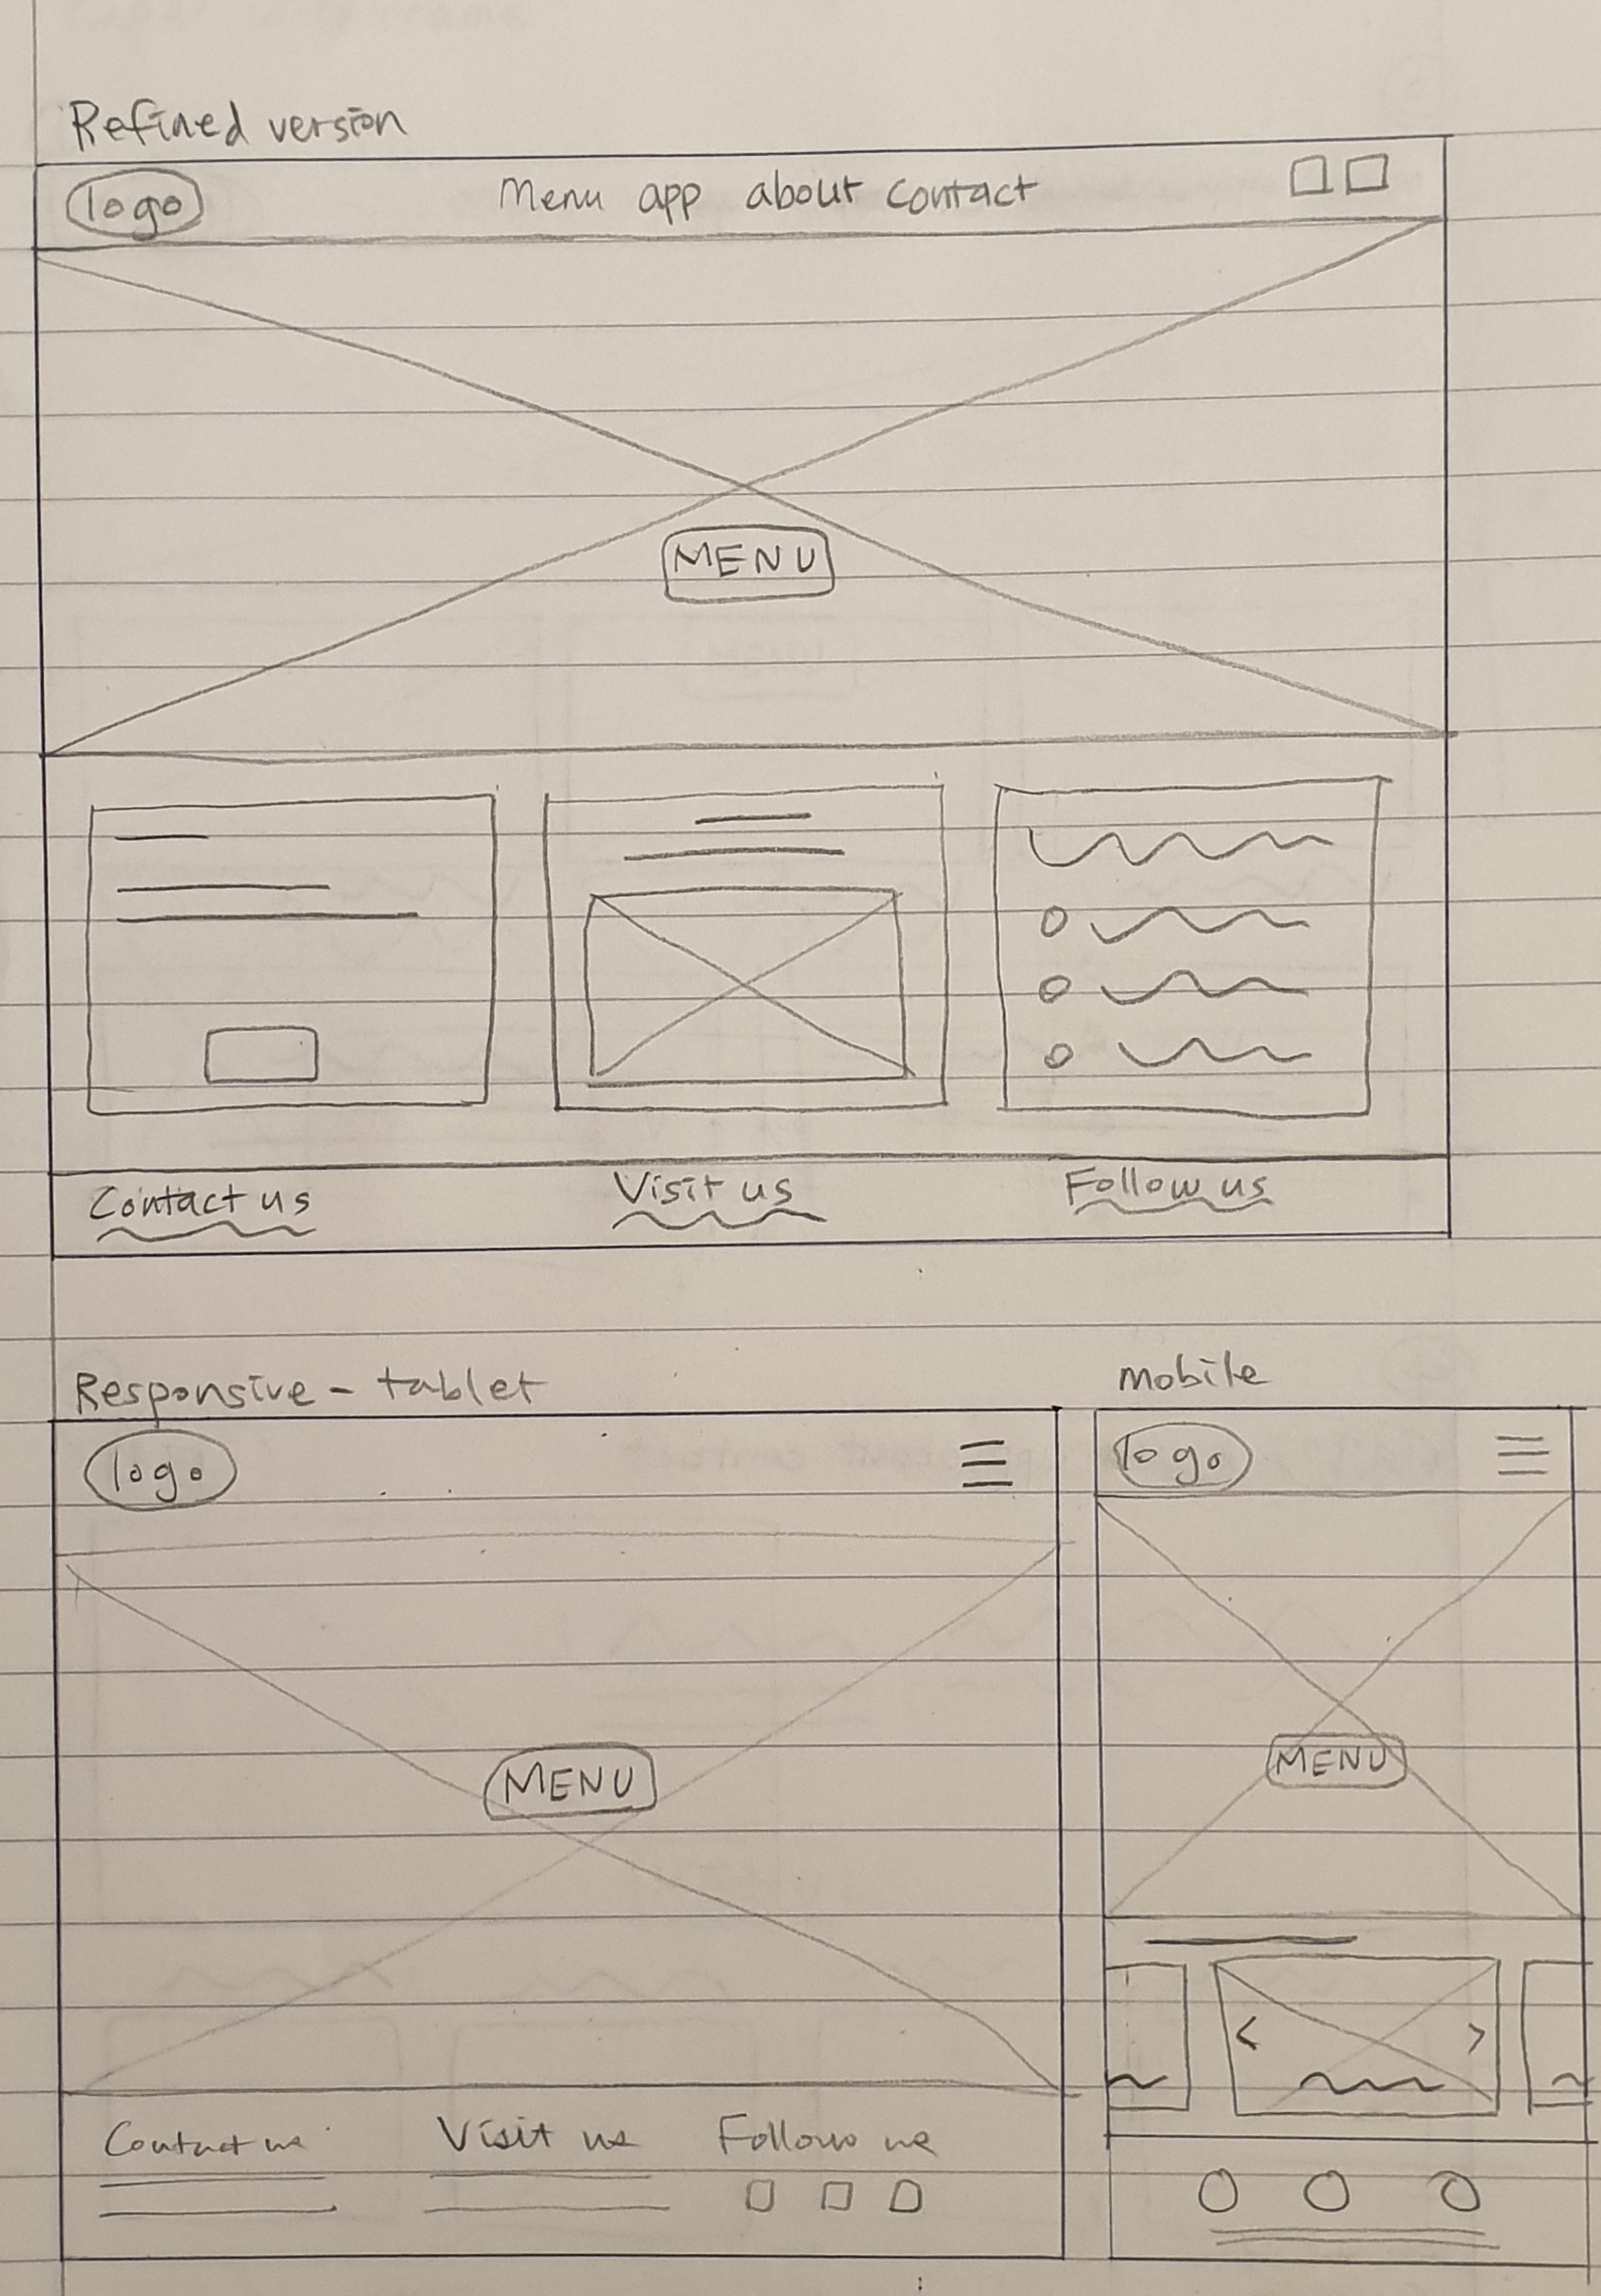 Refined version
logo Menu app about contact
MENU
Contact us Visit us Follow us
Responsive - tablet
logo
MENU
Contact us Visit us Follow us
mobile
logo
MENU